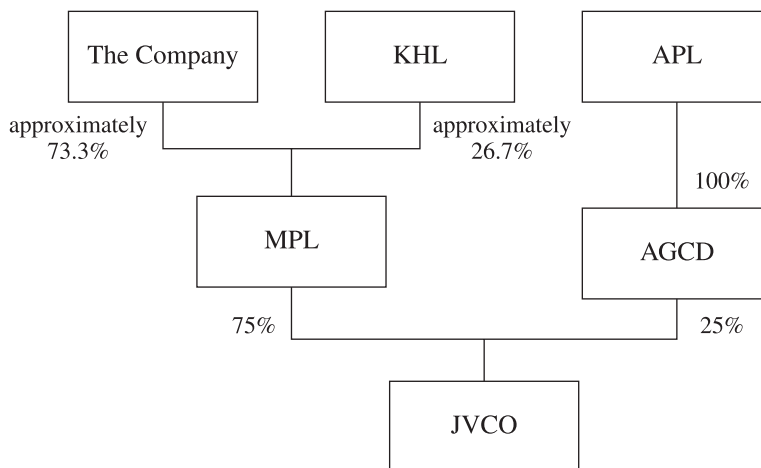 The Company
KHL
APL
approximately
73.3%
approximately
26.7%
100%
MPL
AGCD
75%
25%
JVCO